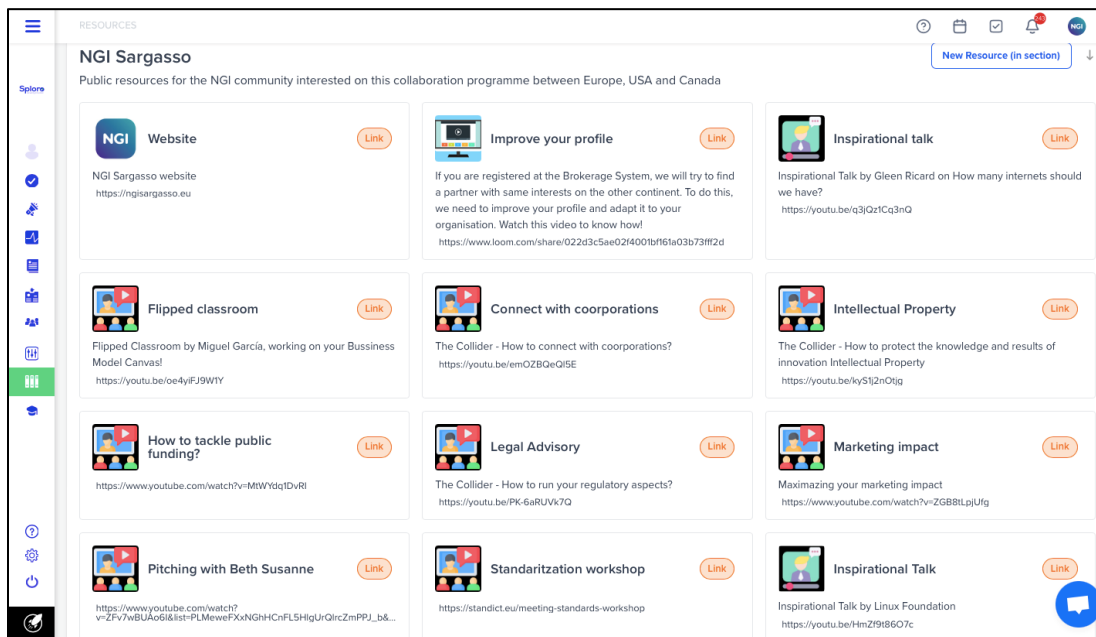 RESOURCES
243
NGI
NGI Sargasso
New Resource (in section)
Public resources for the NGI community interested on this collaboration programme between Europe, USA and Canada
Splore
NGI
Website
Link
NGI Sargasso website
https://ngisargasso.eu
Improve your profile
Link
If you are registered at the Brokerage System, we will try to find
a partner with same interests on the other continent. To do this,
we need to improve your profile and adapt it to your
organisation. Watch this video to know how!
https://www.loom.com/share/022d3c5ae02f4001bf161a03b73fff2d
Inspirational talk
Link
Inspirational Talk by Gleen Ricard on How many internets should
we have?
https://youtu.be/q3jQz1Cq3nQ
Flipped classroom
Link
Flipped Classroom by Miguel García, working on your Bussiness
Model Canvas!
https://youtu.be/oe4yiFJ9W1Y
Connect with coorporations
Link
The Collider - How to connect with coorporations?
https://youtu.be/emOZBQeQI5E
Intellectual Property
Link
The Collider - How to protect the knowledge and results of
innovation Intellectual Property
https://youtu.be/kyS1j2nOtjg
How to tackle public
funding?
Link
https://www.youtube.com/watch?v=MtWYdq1DvRI
Legal Advisory
Link
The Collider - How to run your regulatory aspects?
https://youtu.be/PK-6aRUVk7Q
Marketing impact
Link
Maximazing your marketing impact
https://www.youtube.com/watch?v=ZGB8tLpjUfg
Pitching with Beth Susanne
Link
https://www.youtube.com/watch?
v=ZFv7wBUAo6I&list=PLMeweFXxNGhHCnFL5HIgUrQlrcZmPPJ_b&...
Standaritzation workshop
Link
https://standict.eu/meeting-standards-workshop
Inspirational Talk
Link
Inspirational Talk by Linux Foundation
https://youtu.be/HmZf9t86O7c